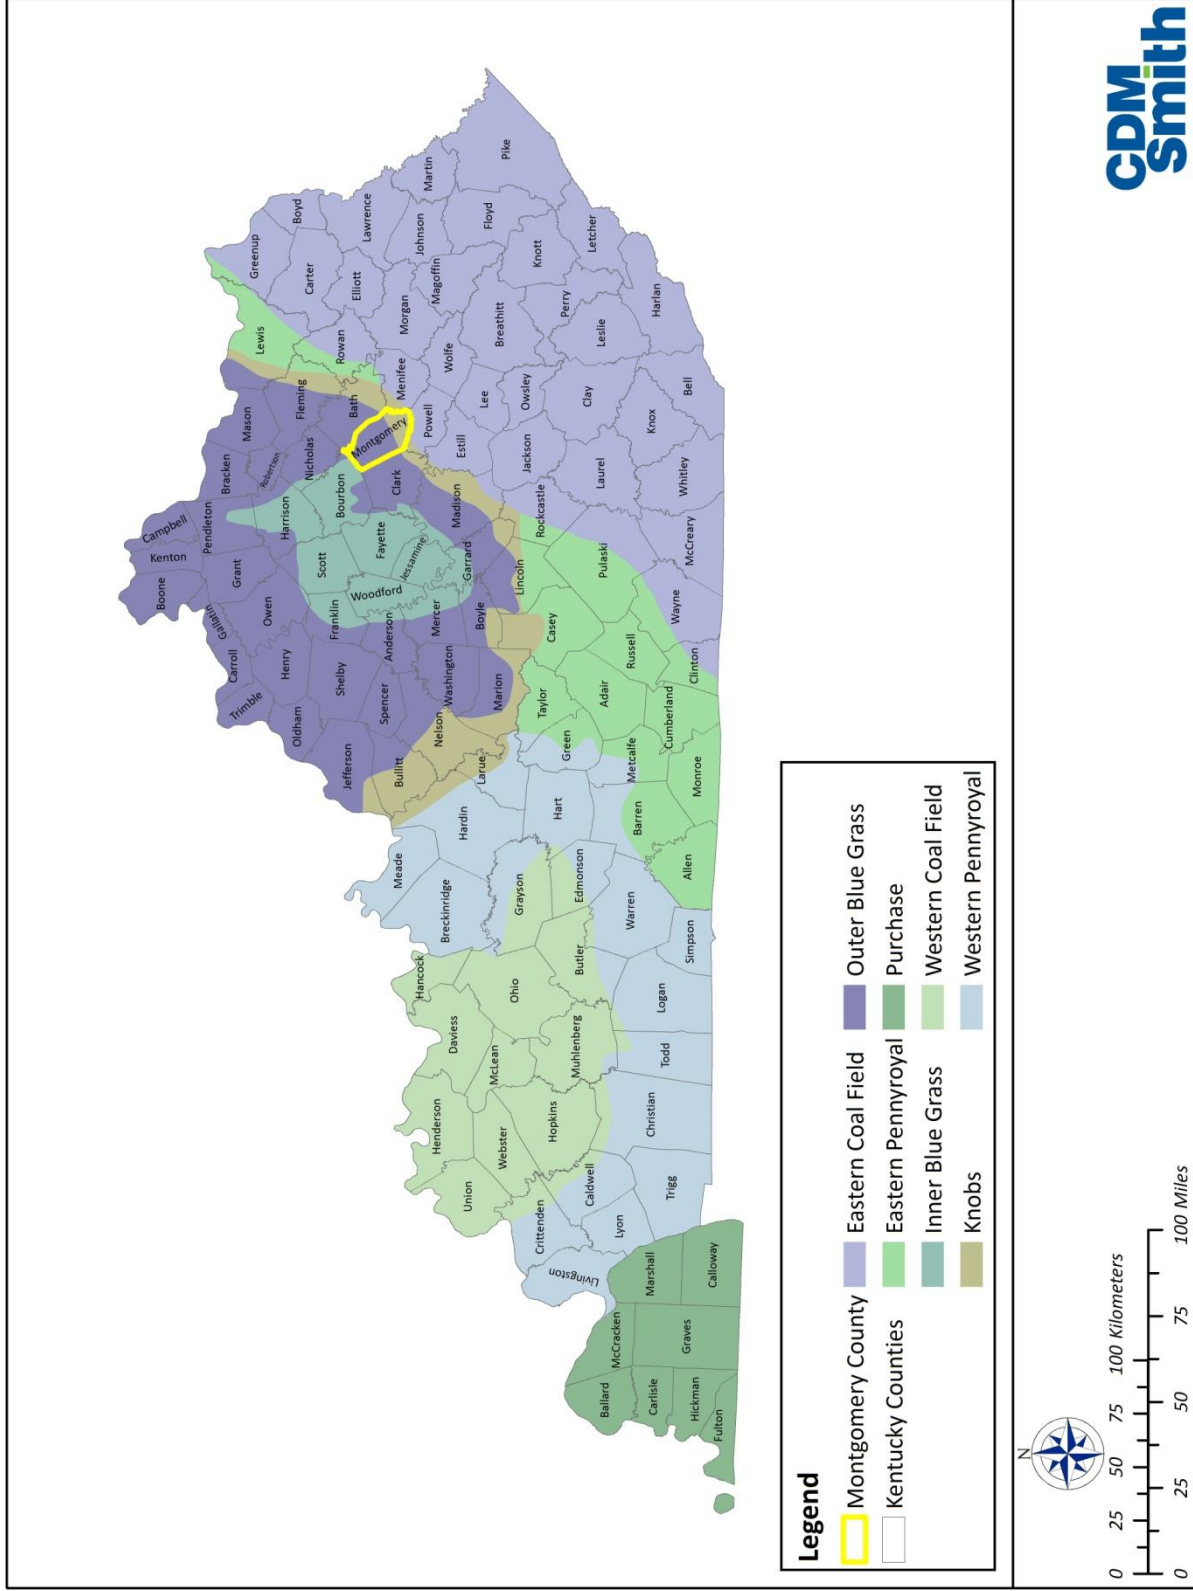 Campbell
Kenton
Boone
Pendleton
Bracken
Mason
Grant
Gallatin
Carroll
Owen
Trimble
Henry
Oldham
Robertson
Harrison
Nicholas
Fleming
Lewis
Greenup
Boyd
Carter
Rowan
Elliott
Lawrence
Bath
Montgomery
Bourbon
Scott
Franklin
Shelby
Jefferson
Spencer
Anderson
Woodford
Fayette
Jessamine
Clark
Menifee
Morgan
Johnson
Martin
Magoffin
Wolfe
Powell
Estill
Madison
Garrard
Mercer
Boyle
Washington
Marion
Nelson
Bullitt
Larue
Hardin
Meade
Breckinridge
Hancock
Daviess
Henderson
Union
Webster
McLean
Ohio
Grayson
Hart
Green
Taylor
Casey
Lincoln
Rockcastle
Jackson
Lee
Owsley
Breathitt
Floyd
Pike
Knott
Perry
Letcher
Leslie
Clay
Laurel
Pulaski
Russell
Adair
Metcalfe
Barren
Edmonson
Butler
Muhlenberg
Hopkins
Caldwell
Crittenden
Livingston
Lyon
Trigg
Christian
Todd
Logan
Warren
Simpson
Allen
Monroe
Cumberland
Clinton
Wayne
McCreary
Whitley
Knox
Bell
Harlan
Ballard
McCracken
Marshall
Carlisle
Graves
Calloway
Hickman
Fulton
Legend
Montgomery County
Kentucky Counties
Eastern Coal Field
Eastern Pennyroyal
Inner Blue Grass
Knobs
Outer Blue Grass
Purchase
Western Coal Field
Western Pennyroyal
N
0 25 50 75 100 Kilometers
0 25 50 75 100 Miles
CDM
Smith